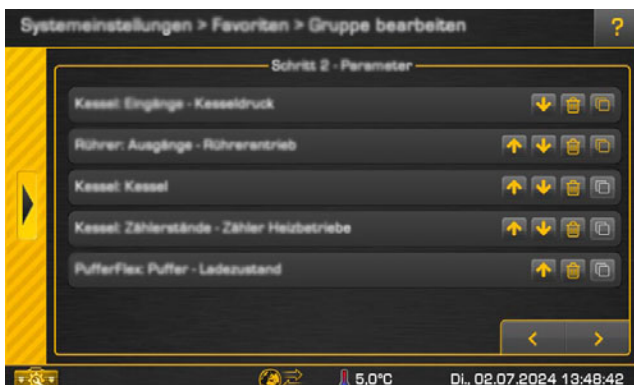 Systemeinstellungen > Favoriten > Gruppe bearbeiten
?
Schritt 2 - Parameter
Kessel: Eingänge - Kesseldruck
Rührer: Ausgänge - Rührerantrieb
Kessel: Kessel
Kessel: Zählerstände - Zähler Heizbetriebe
PufferFlex: Puffer - Ladezustand
< >
5,0°C Di., 02.07.2024 13:48:42